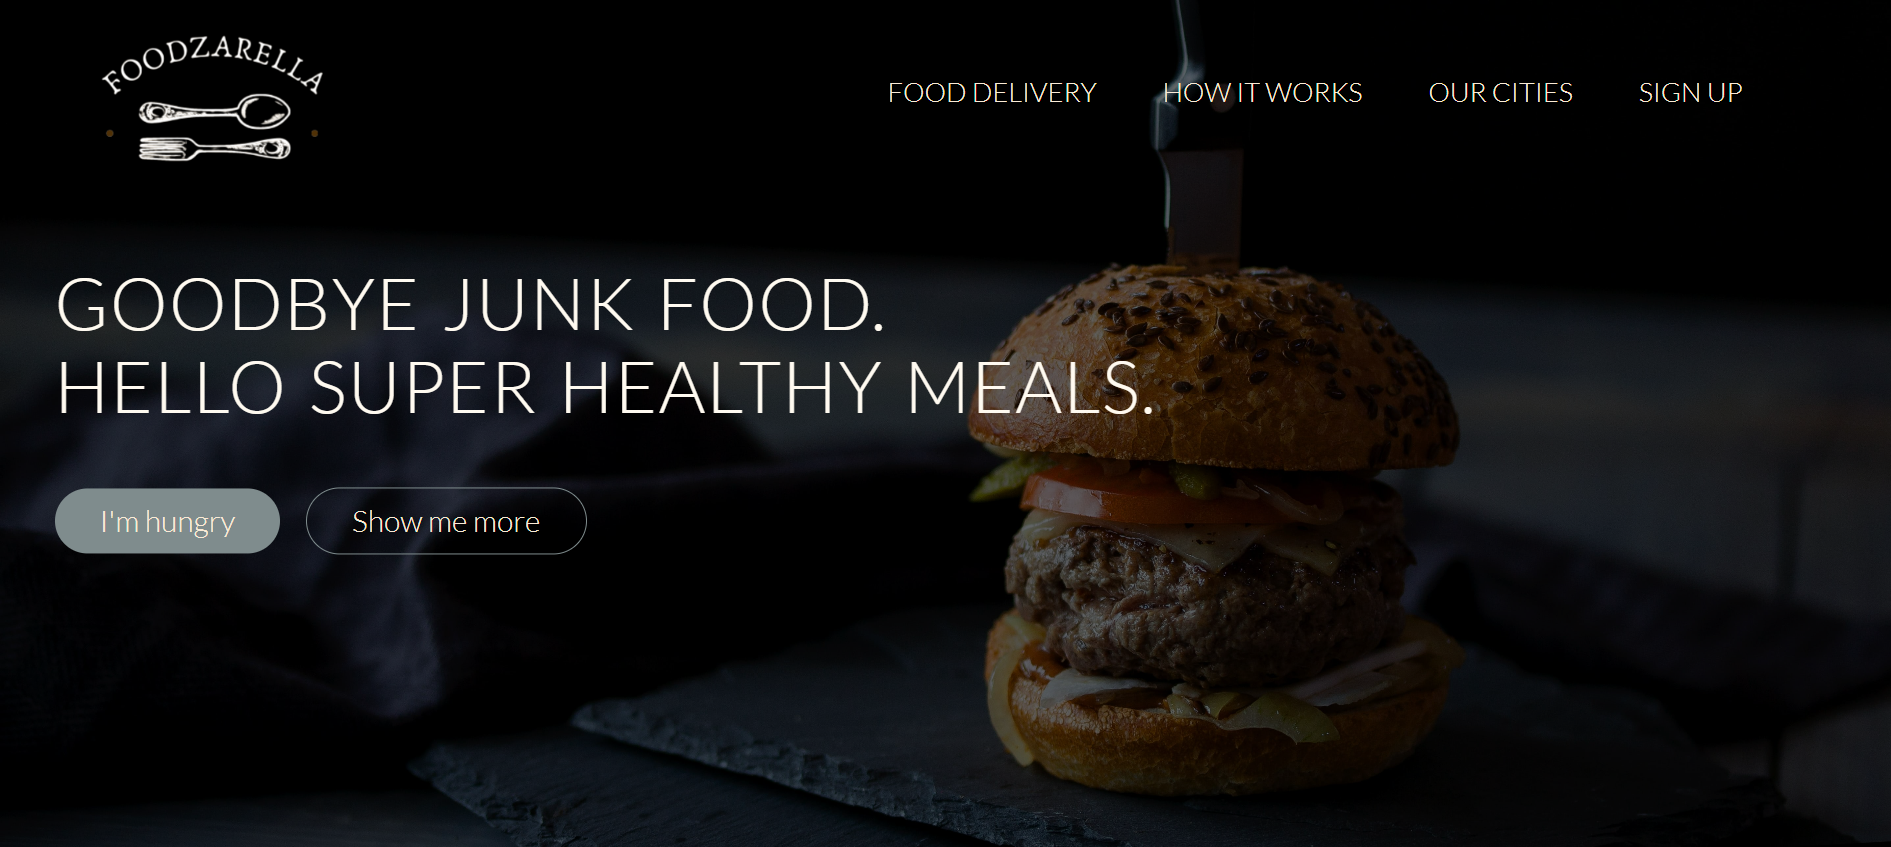 FOODZARELLA
FOOD DELIVERY HOW IT WORKS OUR CITIES SIGN UP
GOODBYE JUNK FOOD.
HELLO SUPER HEALTHY MEALS.
I'm hungry Show me more